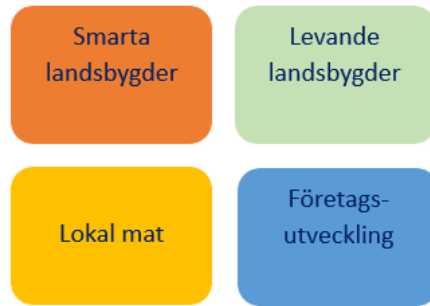 Smarta
landsbygder
Levande
landsbygder
Lokal mat
Företags-
utveckling